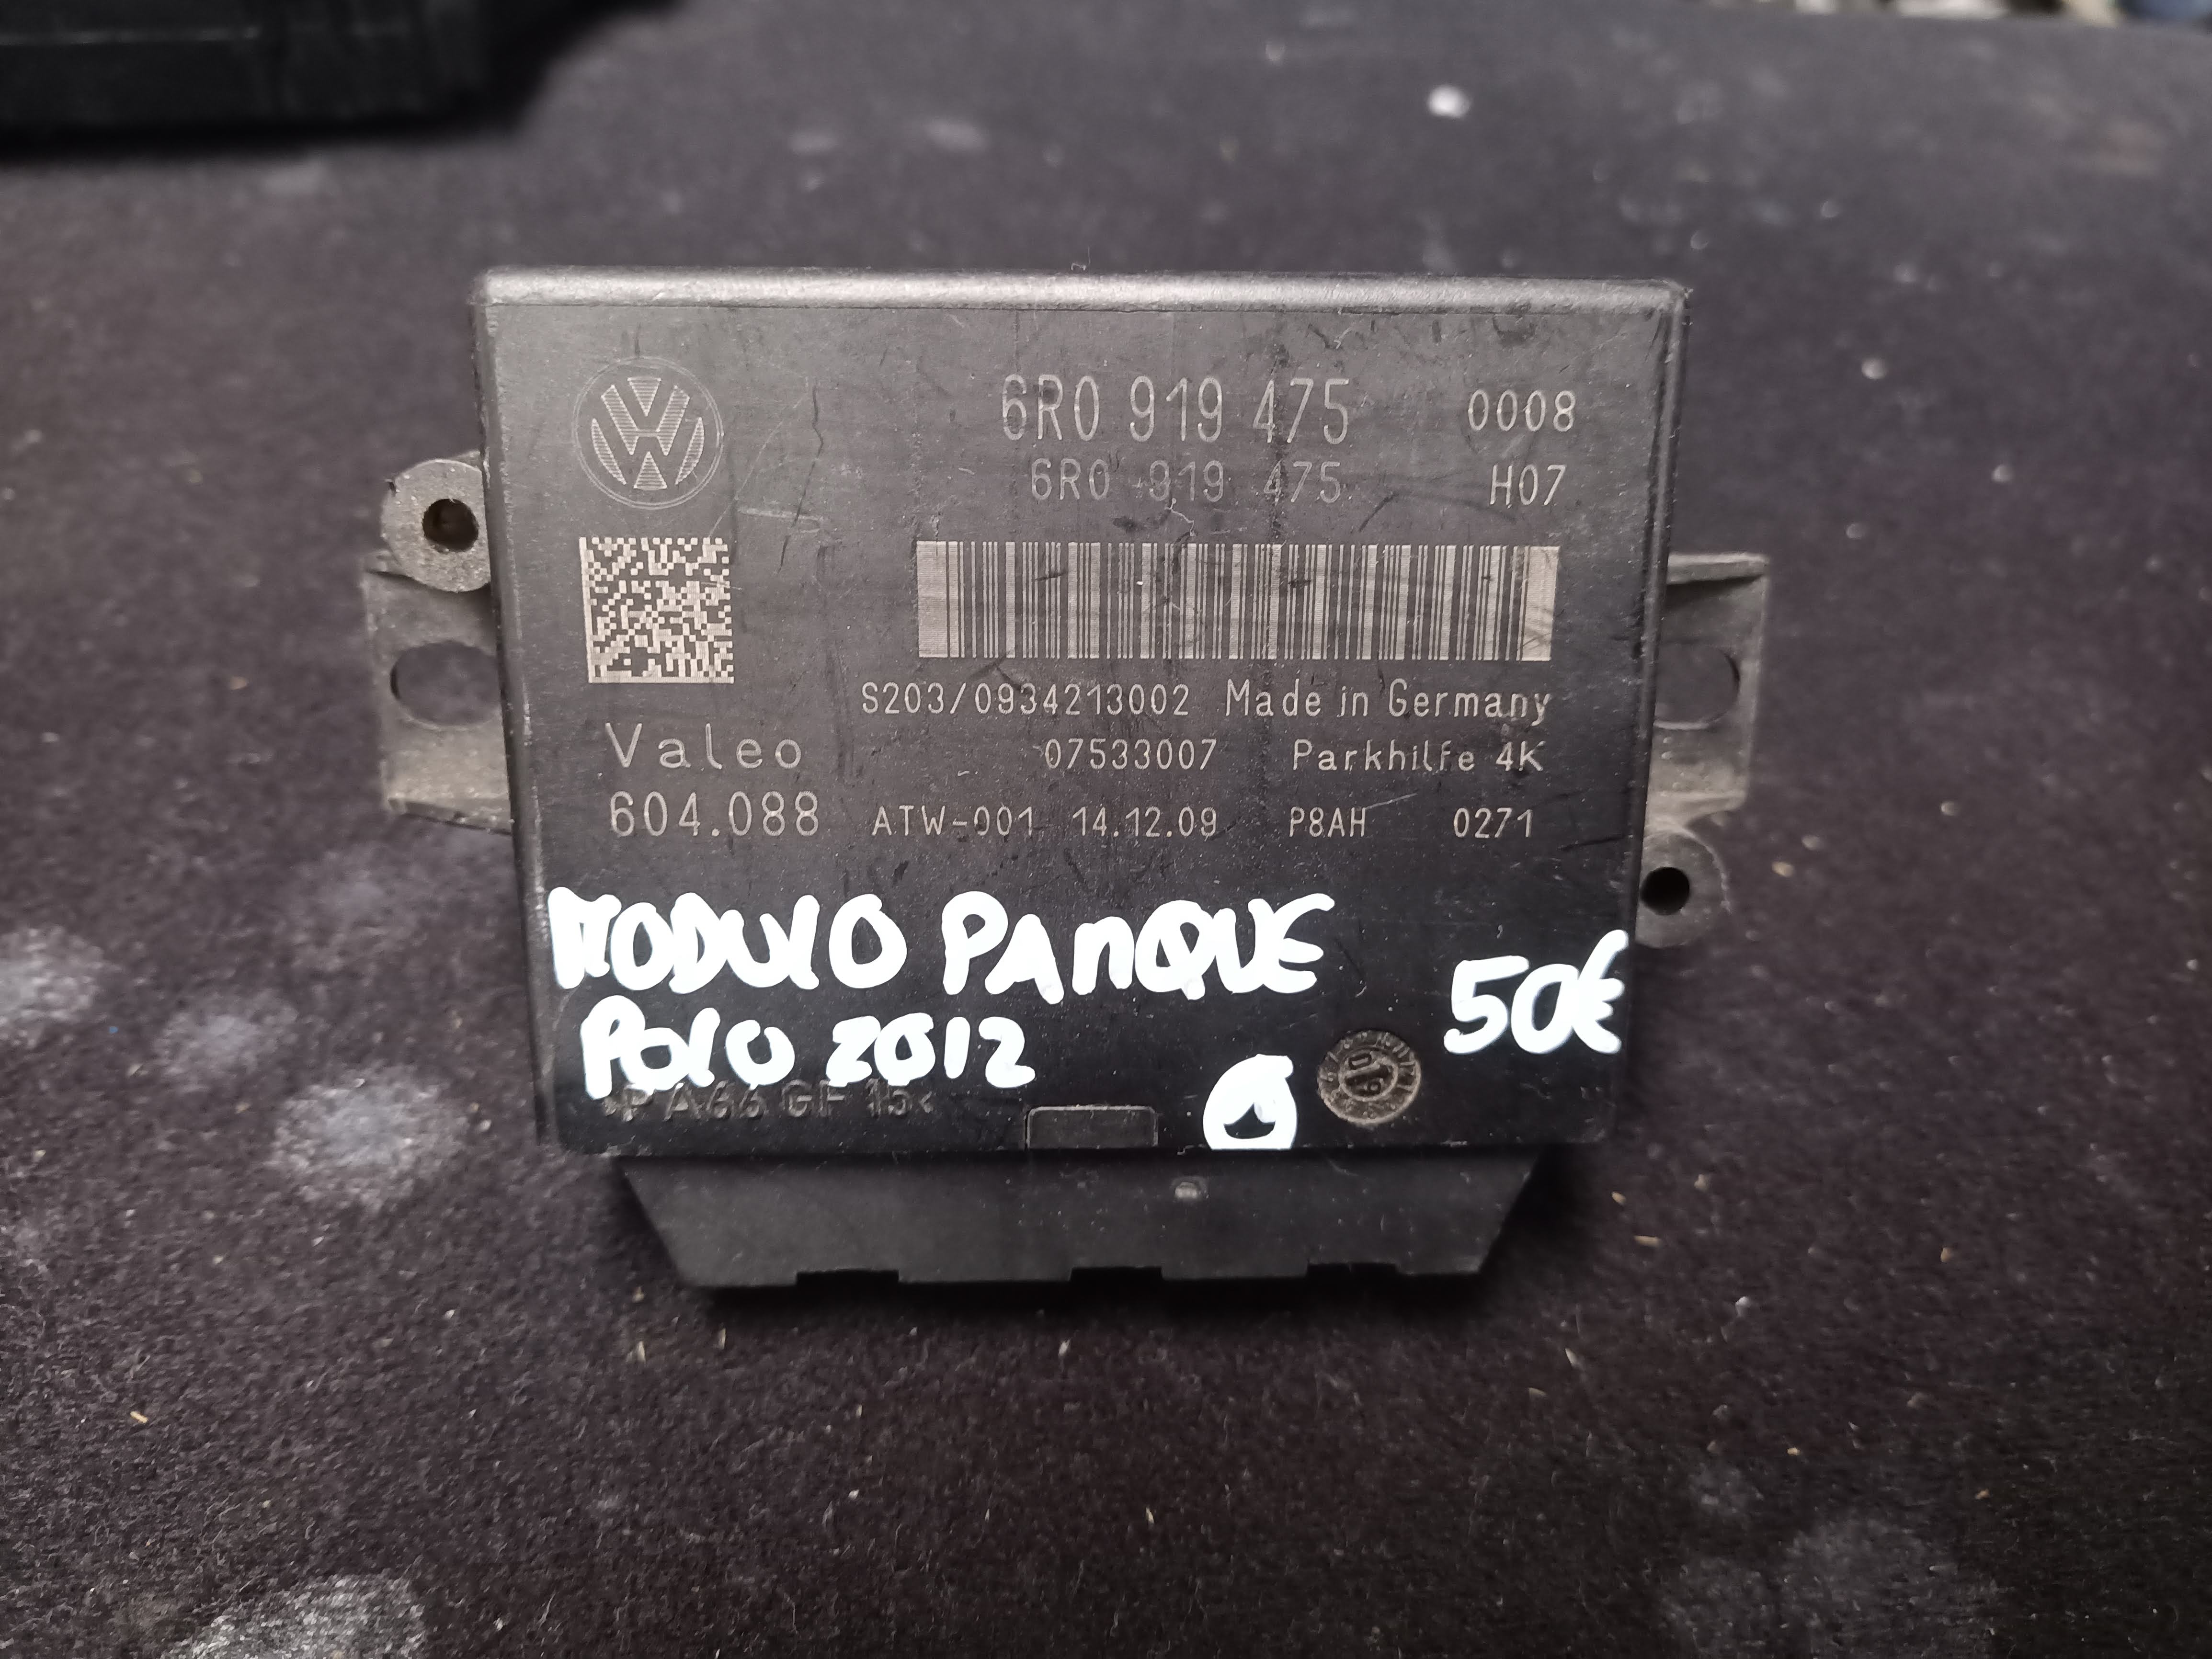 6R0 919 475 0008
6R0 919 475 H07
S203/0934213002 Made in Germany
Valeo 07533007 Parkhilfe 4K
604.088 ATW-001 14.12.09 P8AH 0271
MODULO PARQUE
POLO 2012 50€
>PA66 GF 15<